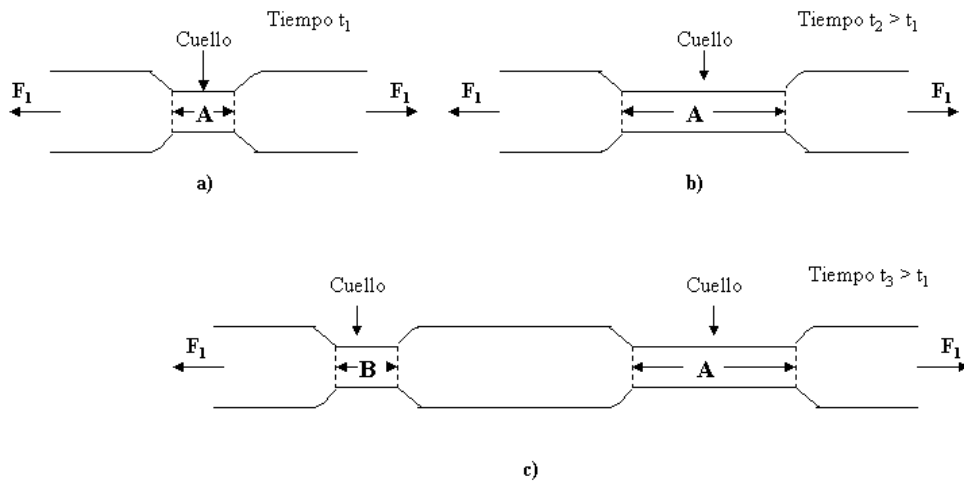 Tiempo t1
Cuello
F1
F1
A
a)
Tiempo t2 > t1
Cuello
F1
F1
A
b)
Tiempo t3 > t1
Cuello
Cuello
F1
F1
B
A
c)